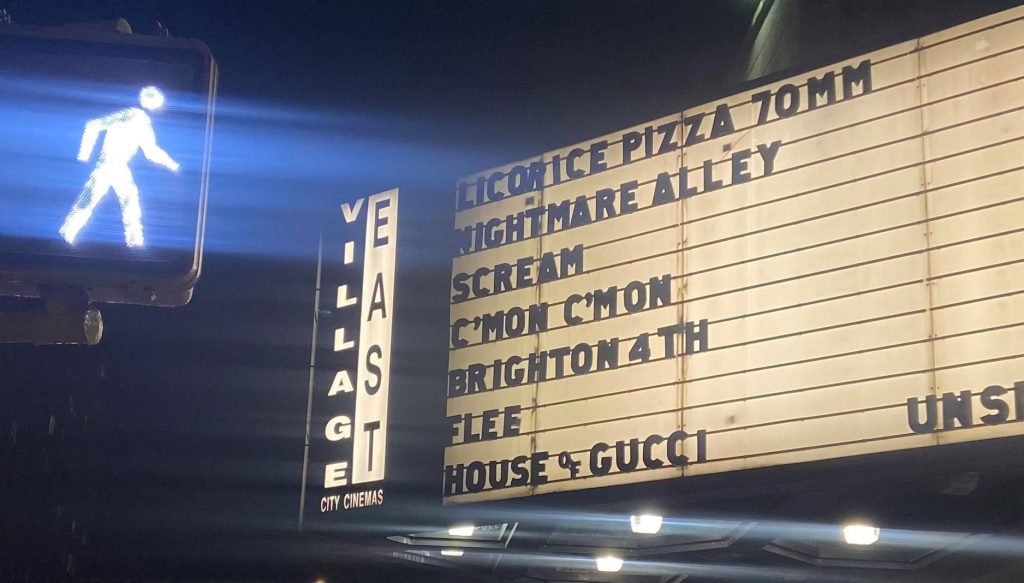 VILLAGE
EAST
CITY CINEMAS
LICORICE PIZZA 70MM
NIGHTMARE ALLEY
SCREAM
C'MON C'MON
BRIGHTON 4TH
FLEE
HOUSE OF GUCCI